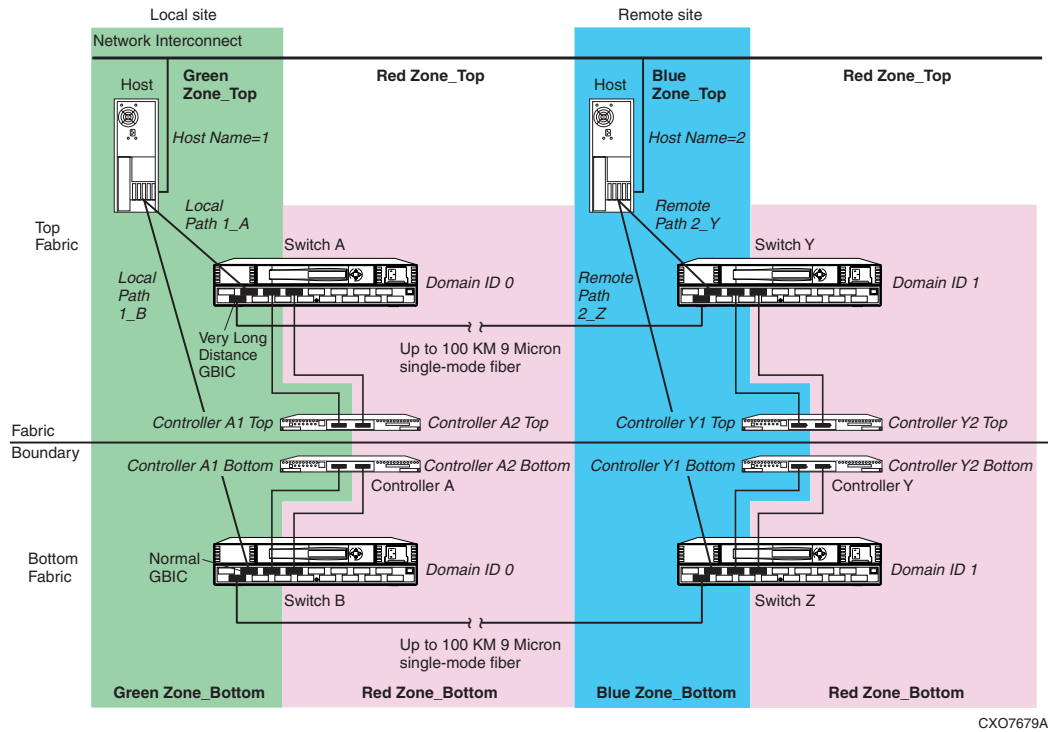 Local site
Remote site
Network Interconnect
Host
Green
Zone_Top
Red Zone_Top
Host
Blue
Zone_Top
Red Zone_Top
Host Name=1
Host Name=2
Local
Path 1_A
Remote
Path 2_Y
Top
Fabric
Switch A
Switch Y
Local
Path
1_B
Domain ID 0
Remote
Path
2_Z
Domain ID 1
Very Long
Distance
GBIC
Up to 100 KM 9 Micron
single-mode fiber
Controller A1 Top
Controller A2 Top
Controller Y1 Top
Controller Y2 Top
Fabric
Boundary
Controller A1 Bottom
Controller A2 Bottom
Controller Y1 Bottom
Controller Y2 Bottom
Controller A
Controller Y
Bottom
Fabric
Normal
GBIC
Domain ID 0
Domain ID 1
Switch B
Switch Z
Up to 100 KM 9 Micron
single-mode fiber
Green Zone_Bottom
Red Zone_Bottom
Blue Zone_Bottom
Red Zone_Bottom
CXO7679A